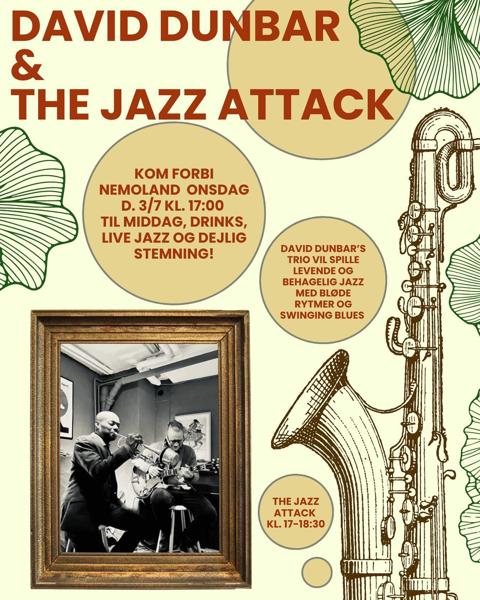 DAVID DUNBAR
&
THE JAZZ ATTACK
KOM FORBI
NEMOLAND ONSDAG
D. 3/7 KL. 17:00
TIL MIDDAG, DRINKS,
LIVE JAZZ OG DEJLIG
STEMNING!
DAVID DUNBAR'S
TRIO VIL SPILLE
LEVENDE OG
BEHAGELIG JAZZ
MED BLØDE
RYTMER OG
SWINGING BLUES
THE JAZZ
ATTACK
KL. 17-18:30